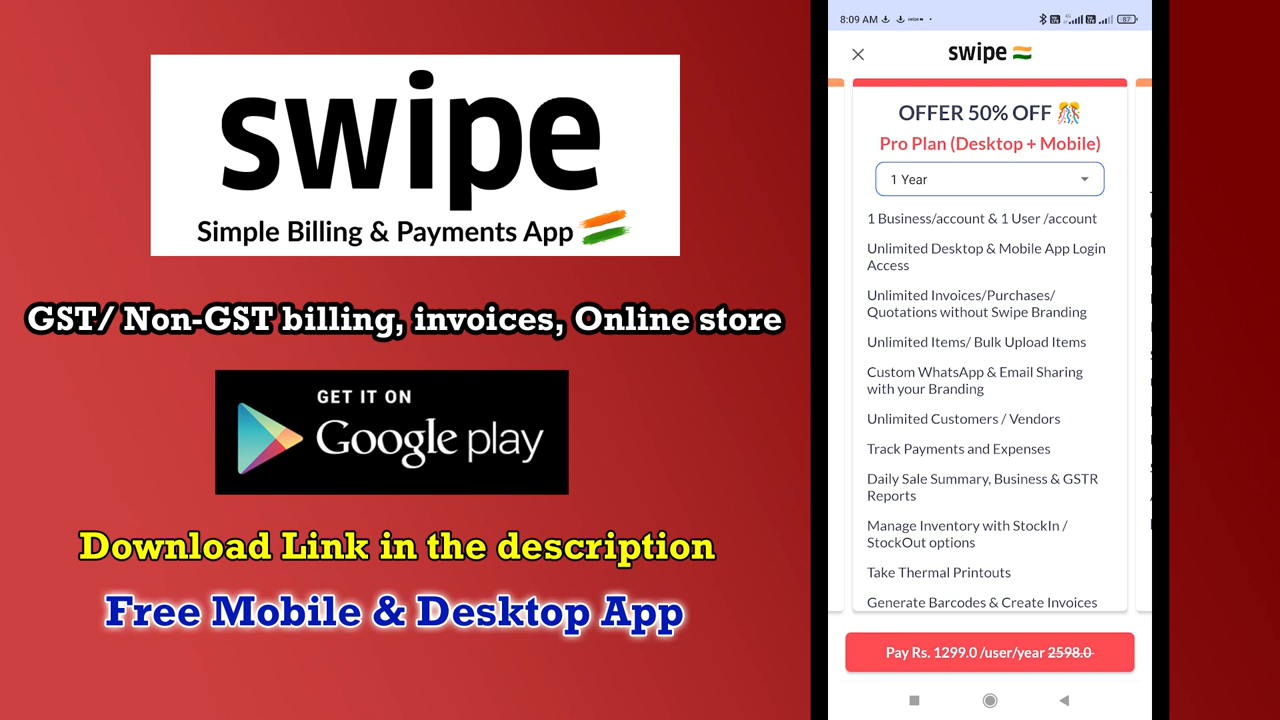 swipe
Simple Billing & Payments App
GST/ Non-GST billing, invoices, Online store
GET IT ON
Google play
Download Link in the description
Free Mobile & Desktop App
8:09 AM
87
swipe
OFFER 50% OFF
Pro Plan (Desktop + Mobile)
1 Year
1 Business/account & 1 User /account
Unlimited Desktop & Mobile App Login
Access
Unlimited Invoices/Purchases/
Quotations without Swipe Branding
Unlimited Items/ Bulk Upload Items
Custom WhatsApp & Email Sharing
with your Branding
Unlimited Customers / Vendors
Track Payments and Expenses
Daily Sale Summary, Business & GSTR
Reports
Manage Inventory with StockIn /
StockOut options
Take Thermal Printouts
Generate Barcodes & Create Invoices
Pay Rs. 1299.0 /user/year 2598.0